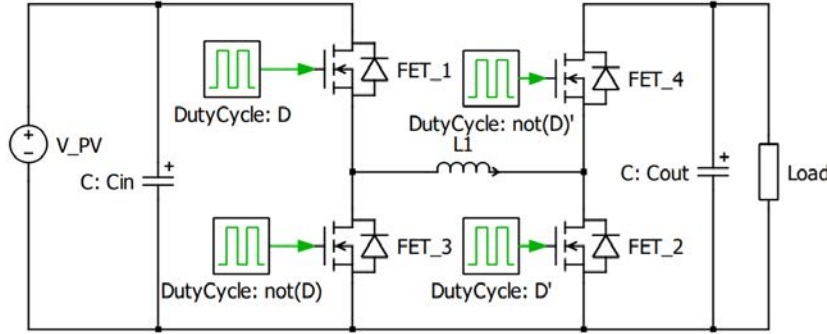 FET_1
FET_4
DutyCycle: D
DutyCycle: not(D)'
L1
V_PV
C: Cin
C: Cout
Load
FET_3
FET_2
DutyCycle: not(D)
DutyCycle: D'